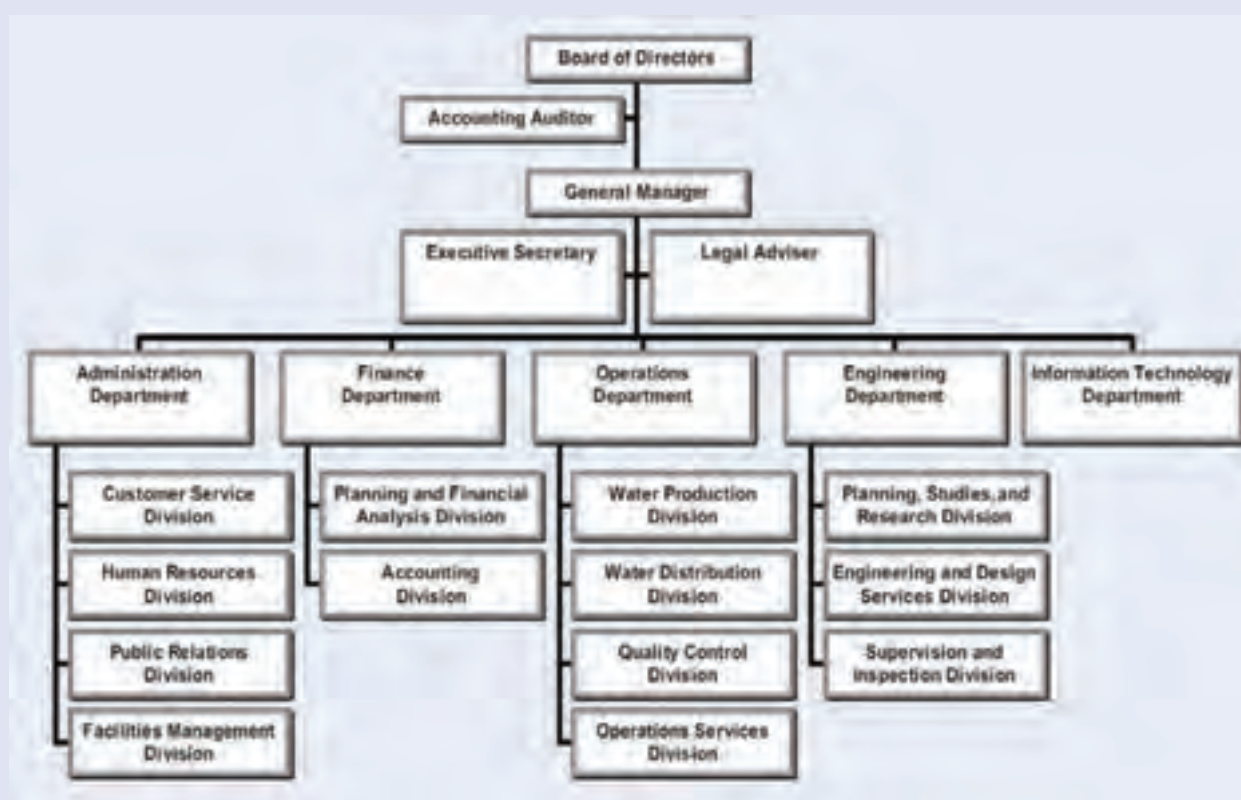 Board of Directors
Accounting Auditor
General Manager
Executive Secretary
Legal Adviser
Administration
Department
Finance
Department
Operations
Department
Engineering
Department
Information Technology
Department
Customer Service
Division
Human Resources
Division
Public Relations
Division
Facilities Management
Division
Planning and Financial
Analysis Division
Accounting
Division
Water Production
Division
Water Distribution
Division
Quality Control
Division
Operations Services
Division
Planning, Studies, and
Research Division
Engineering and Design
Services Division
Supervision and
Inspection Division